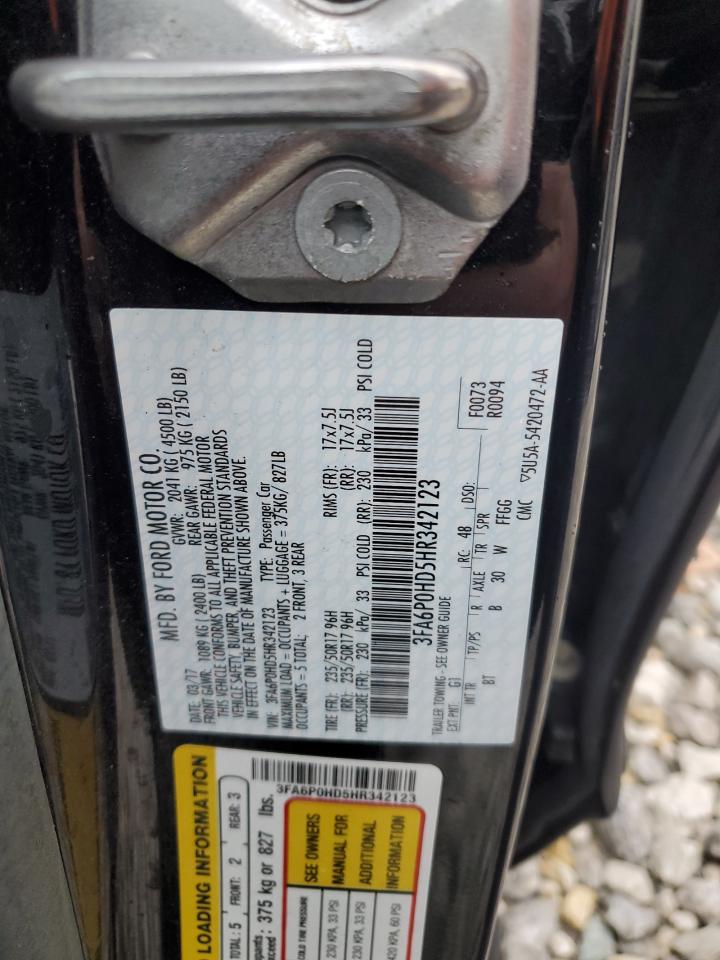 MFD. BY FORD MOTOR CO.
DATE: 03/17 GVWR: 2041 KG ( 4500 LB)
FRONT GAWR: 1089 KG ( 2400 LB) REAR GAWR: 975 KG ( 2150 LB)
THIS VEHICLE CONFORMS TO ALL APPLICABLE FEDERAL MOTOR
VEHICLE SAFETY, BUMPER, AND THEFT PREVENTION STANDARDS
IN EFFECT ON THE DATE OF MANUFACTURE SHOWN ABOVE.
VIN: 3FA6P0HD5HR342123 TYPE: Passenger Car
MAXIMUM LOAD = OCCUPANTS + LUGGAGE = 375KG/ 827LB
OCCUPANTS = 5 TOTAL: 2 FRONT, 3 REAR
TIRE (FR): 235/50R17 96H RIMS (FR): 17x7.5J
(RR): 235/50R17 96H (RR): 17x7.5J
PRESSURE (FR): 230 kPa/ 33 PSI COLD (RR): 230 kPa/ 33 PSI COLD
3FA6P0HD5HR342123
TRAILER TOWING - SEE OWNER GUIDE F0073
R0094
EXT PNT: G1 RC: 48 DSO:
INT TR TP/PS R AXLE TR SPR
BT B 30 W FFGG
CMC ▽5U5A-5420472-AA
LOADING INFORMATION
TOTAL: 5 FRONT: 2 REAR: 3
375 kg or 827 lbs.
3FA6P0HD5HR342123
COLD TIRE PRESSURE
230 KPA, 33 PSI
230 KPA, 33 PSI
420 KPA, 60 PSI
SEE OWNERS
MANUAL FOR
ADDITIONAL
INFORMATION